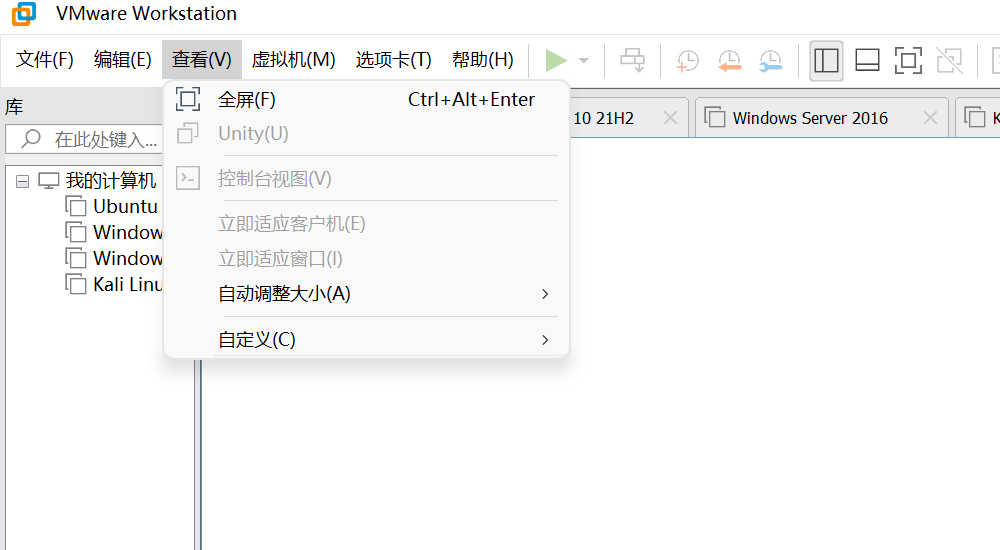 VMware Workstation
文件(F) 编辑(E) 查看(V) 虚拟机(M) 选项卡(T) 帮助(H)
库
在此处键入...
我的计算机
Ubuntu
Window
Window
Kali Linu
全屏(F) Ctrl+Alt+Enter
Unity(U)
控制台视图(V)
立即适应客户机(E)
立即适应窗口(I)
自动调整大小(A)
自定义(C)
10 21H2
Windows Server 2016
K